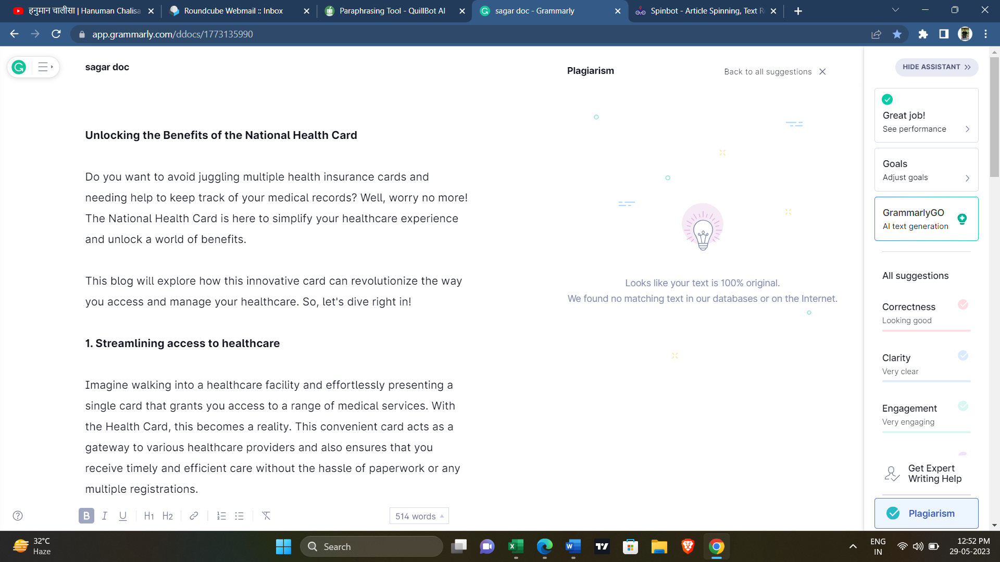 हनुमान चालीसा | Hanuman Chalisa
Roundcube Webmail :: Inbox
Paraphrasing Tool - QuillBot AI
sagar doc - Grammarly
Spinbot - Article Spinning, Text R
app.grammarly.com/ddocs/1773135990
sagar doc
Plagiarism
Back to all suggestions
HIDE ASSISTANT
Unlocking the Benefits of the National Health Card
Do you want to avoid juggling multiple health insurance cards and
needing help to keep track of your medical records? Well, worry no more!
The National Health Card is here to simplify your healthcare experience
and unlock a world of benefits.
This blog will explore how this innovative card can revolutionize the way
you access and manage your healthcare. So, let's dive right in!
1. Streamlining access to healthcare
Imagine walking into a healthcare facility and effortlessly presenting a
single card that grants you access to a range of medical services. With
the Health Card, this becomes a reality. This convenient card acts as a
gateway to various healthcare providers and also ensures that you
receive timely and efficient care without the hassle of paperwork or any
multiple registrations.
Looks like your text is 100% original.
We found no matching text in our databases or on the Internet.
Great job!
See performance
Goals
Adjust goals
GrammarlyGO
AI text generation
All suggestions
Correctness
Looking good
Clarity
Very clear
Engagement
Very engaging
Get Expert
Writing Help
Plagiarism
B I U H1 H2
514 words
32°C
Haze
Search
ENG
IN
12:52 PM
29-05-2023